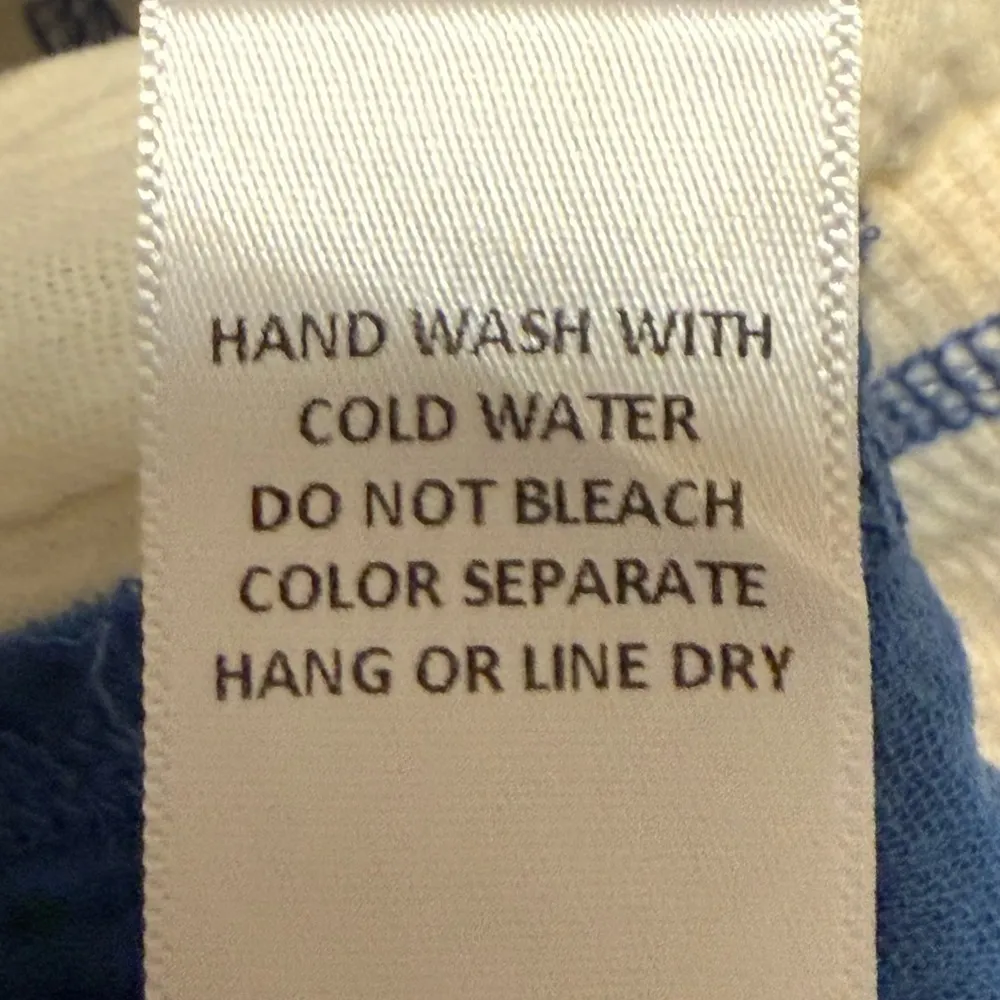 HAND WASH WITH
COLD WATER
DO NOT BLEACH
COLOR SEPARATE
HANG OR LINE DRY